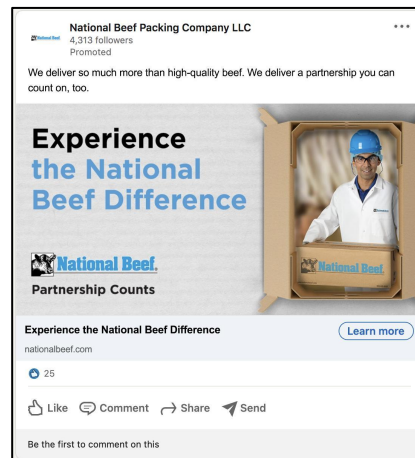 National Beef
National Beef Packing Company LLC
4,313 followers
Promoted
We deliver so much more than high-quality beef. We deliver a partnership you can
count on, too.
Experience
the National
Beef Difference
National Beef.
Partnership Counts
National Beef.
Experience the National Beef Difference
nationalbeef.com
Learn more
25
Like
Comment
Share
Send
Be the first to comment on this